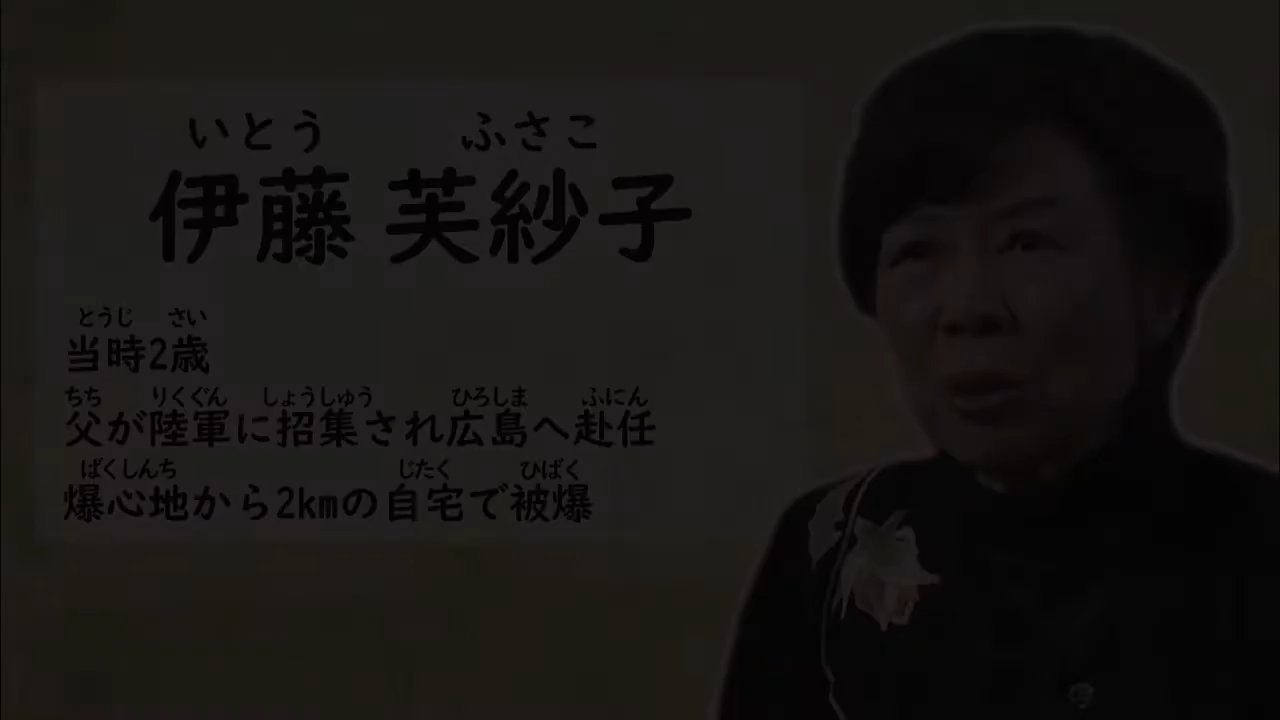 いとう ふさこ
伊藤 芙紗子
とうじ さい
当時2歳
ちち りくぐん しょうしゅう ひろしま ふにん
父が陸軍に招集され広島へ赴任
ばくしんち じたく ひばく
爆心地から2kmの自宅で被爆